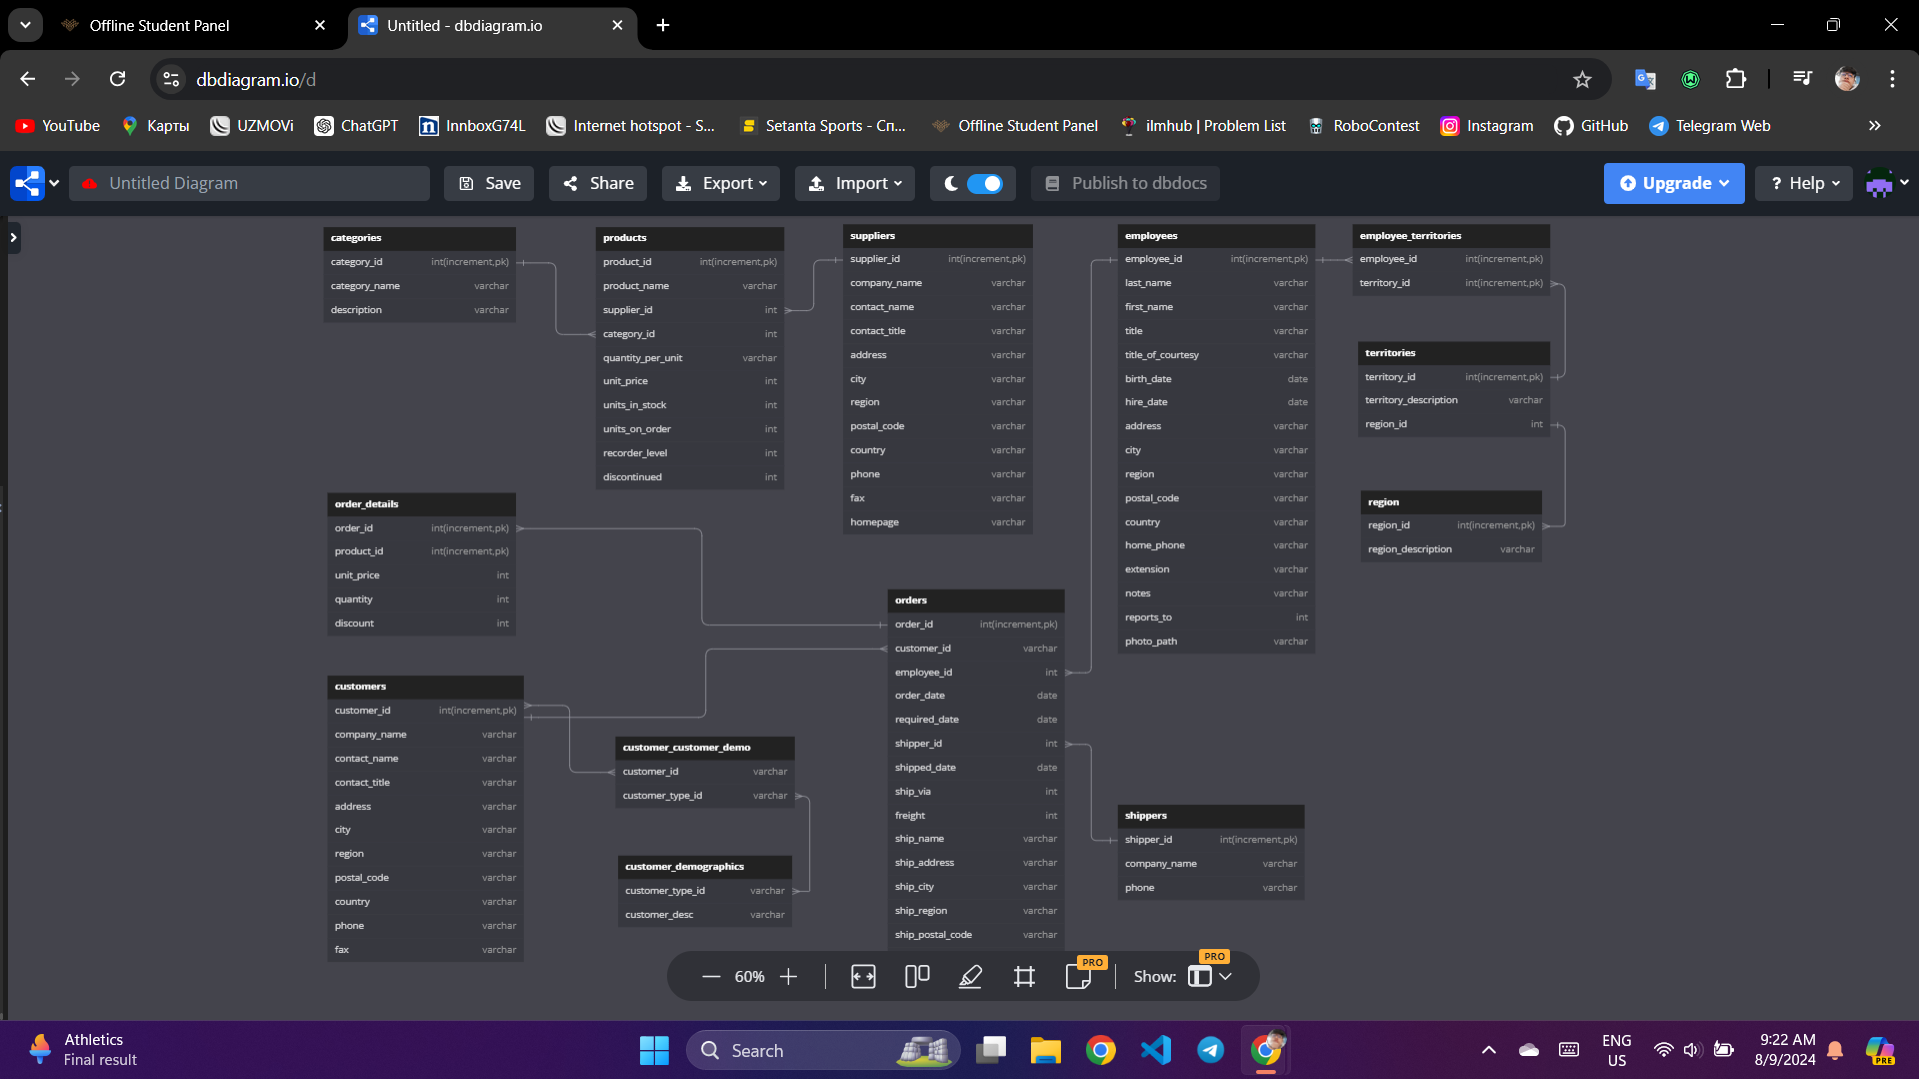 Offline Student Panel
Untitled - dbdiagram.io
dbdiagram.io/d
YouTube
Карты
UZMOVi
ChatGPT
InnboxG74L
Internet hotspot - S...
Setanta Sports - Сп...
Offline Student Panel
ilmhub | Problem List
RoboContest
Instagram
GitHub
Telegram Web
Untitled Diagram
Save
Share
Export
Import
Publish to dbdocs
Upgrade
? Help
categories
category_id int(increment,pk)
category_name varchar
description varchar
products
product_id int(increment,pk)
product_name varchar
supplier_id int
category_id int
quantity_per_unit varchar
unit_price int
units_in_stock int
units_on_order int
recorder_level int
discontinued int
suppliers
supplier_id int(increment,pk)
company_name varchar
contact_name varchar
contact_title varchar
address varchar
city varchar
region varchar
postal_code varchar
country varchar
phone varchar
fax varchar
homepage varchar
employees
employee_id int(increment,pk)
last_name varchar
first_name varchar
title varchar
title_of_courtesy varchar
birth_date date
hire_date date
address varchar
city varchar
region varchar
postal_code varchar
country varchar
home_phone varchar
extension varchar
notes varchar
reports_to int
photo_path varchar
employee_territories
employee_id int(increment,pk)
territory_id int(increment,pk)
territories
territory_id int(increment,pk)
territory_description varchar
region_id int
region
region_id int(increment,pk)
region_description varchar
order_details
order_id int(increment,pk)
product_id int(increment,pk)
unit_price int
quantity int
discount int
customers
customer_id int(increment,pk)
company_name varchar
contact_name varchar
contact_title varchar
address varchar
city varchar
region varchar
postal_code varchar
country varchar
phone varchar
fax varchar
customer_customer_demo
customer_id varchar
customer_type_id varchar
customer_demographics
customer_type_id varchar
customer_desc varchar
orders
order_id int(increment,pk)
customer_id varchar
employee_id int
order_date date
required_date date
shipper_id int
shipped_date date
ship_via int
freight int
ship_name varchar
ship_address varchar
ship_city varchar
ship_region varchar
ship_postal_code varchar
shippers
shipper_id int(increment,pk)
company_name varchar
phone varchar
60%
PRO
Show:
PRO
Athletics
Final result
Search
ENG
US
9:22 AM
8/9/2024
PRE